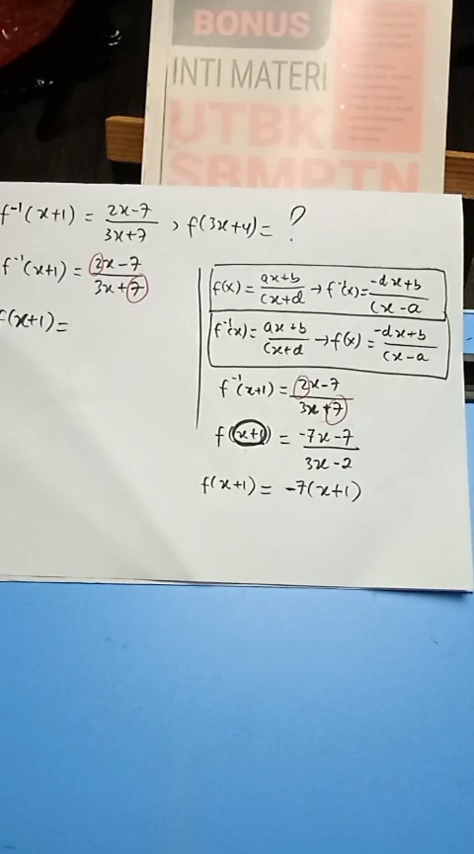 BONUS
INTI MATERI
UTBK
SBMPTN
f⁻¹(x+1) = (2x-7)/(3x+7) , f(3x+4) = ?
f⁻¹(x+1) = (2x-7)/(3x+7)
f(x+1) =
f(x) = (ax+b)/(cx+d) → f⁻¹(x) = (-dx+b)/(cx-a)
f⁻¹(x) = (ax+b)/(cx+d) → f(x) = (-dx+b)/(cx-a)
f⁻¹(x+1) = (2x-7)/(3x+7)
f(x+1) = (-7x-7)/(3x-2)
f(x+1) = -7(x+1)